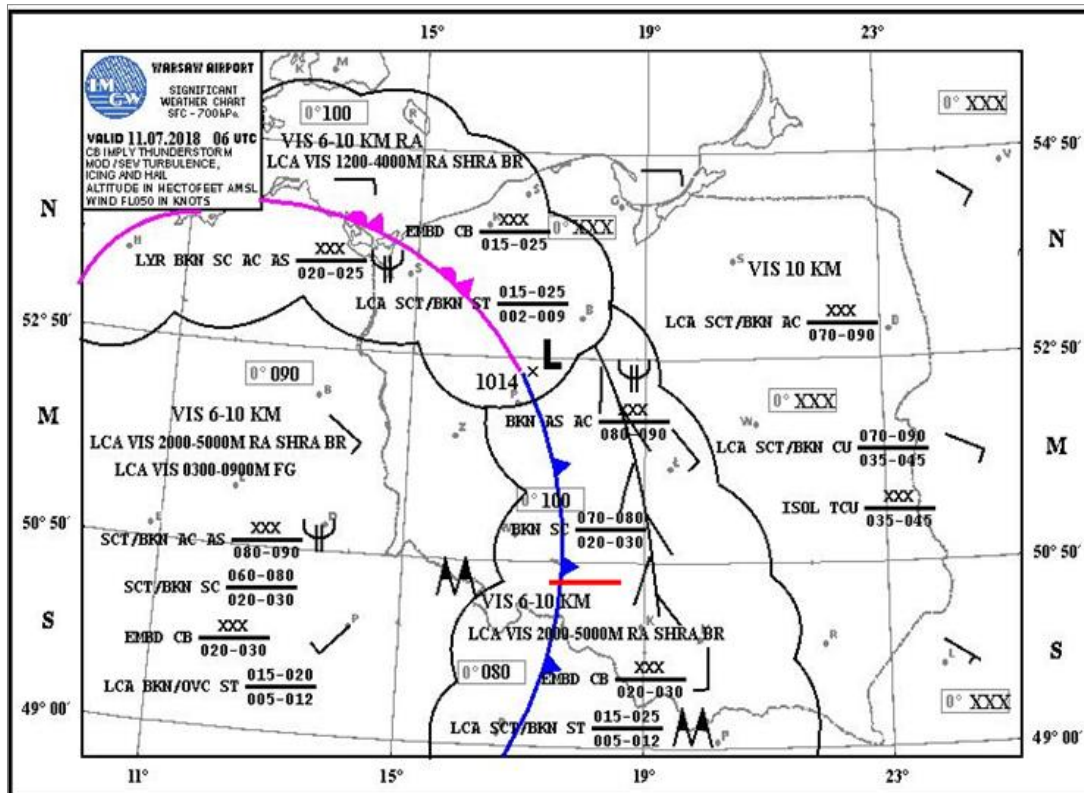 15° 19° 23°
IMGW
WARSAW AIRPORT
SIGNIFICANT
WEATHER CHART
SFC - 700hPa
VALID 11.07.2018 06 UTC
CB IMPLY THUNDERSTORM
MOD /SEV TURBULENCE,
ICING AND HAIL
ALTITUDE IN HECTOFEET AMSL
WIND FL050 IN KNOTS
0° 100
VIS 6-10 KM RA
LCA VIS 1200-4000M RA SHRA BR
0° XXX
54° 50'
N
N
EMBD CB XXX
015-025
0° XXX
LYR BKN SC AC AS XXX
020-025
LCA SCT/BKN ST 015-025
002-009
VIS 10 KM
LCA SCT/BKN AC XXX
070-090
52° 50'
52° 50'
0° 090
1014
L
M
M
VIS 6-10 KM
LCA VIS 2000-5000M RA SHRA BR
LCA VIS 0300-0900M FG
BKN AS AC XXX
080-090
0° XXX
LCA SCT/BKN CU 070-090
035-045
0° 100
BKN SC 070-080
020-030
ISOL TCU XXX
035-045
50° 50'
50° 50'
SCT/BKN AC AS XXX
080-090
SCT/BKN SC 060-080
020-030
EMBD CB XXX
020-030
LCA BKN/OVC ST 015-020
005-012
S
S
VIS 6-10 KM
LCA VIS 2000-5000M RA SHRA BR
0° 080
EMBD CB XXX
020-030
LCA SCT/BKN ST 015-025
005-012
0° XXX
49° 00'
49° 00'
11° 15° 19° 23°